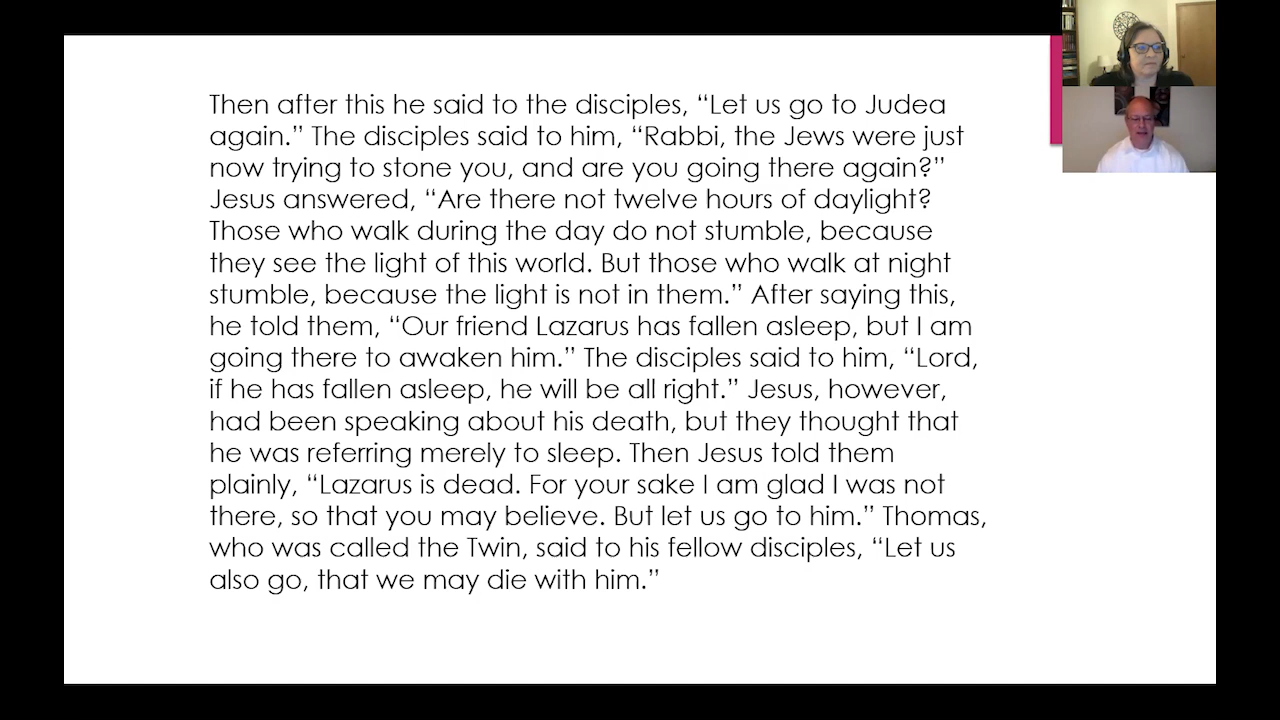 Then after this he said to the disciples, “Let us go to Judea
again.” The disciples said to him, “Rabbi, the Jews were just
now trying to stone you, and are you going there again?”
Jesus answered, “Are there not twelve hours of daylight?
Those who walk during the day do not stumble, because
they see the light of this world. But those who walk at night
stumble, because the light is not in them.” After saying this,
he told them, “Our friend Lazarus has fallen asleep, but I am
going there to awaken him.” The disciples said to him, “Lord,
if he has fallen asleep, he will be all right.” Jesus, however,
had been speaking about his death, but they thought that
he was referring merely to sleep. Then Jesus told them
plainly, “Lazarus is dead. For your sake I am glad I was not
there, so that you may believe. But let us go to him.” Thomas,
who was called the Twin, said to his fellow disciples, “Let us
also go, that we may die with him.”